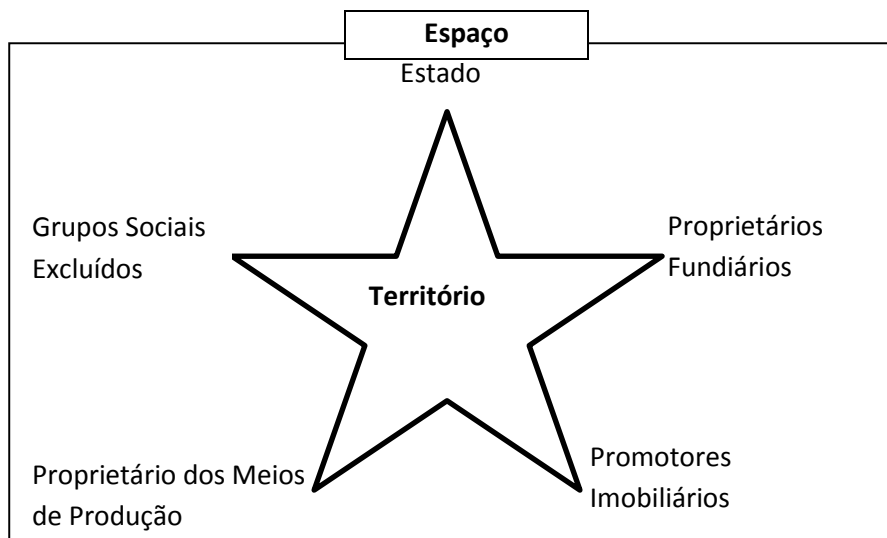 Espaço
Estado
Grupos Sociais
Excluídos
Proprietários
Fundiários
Território
Proprietário dos Meios
de Produção
Promotores
Imobiliários